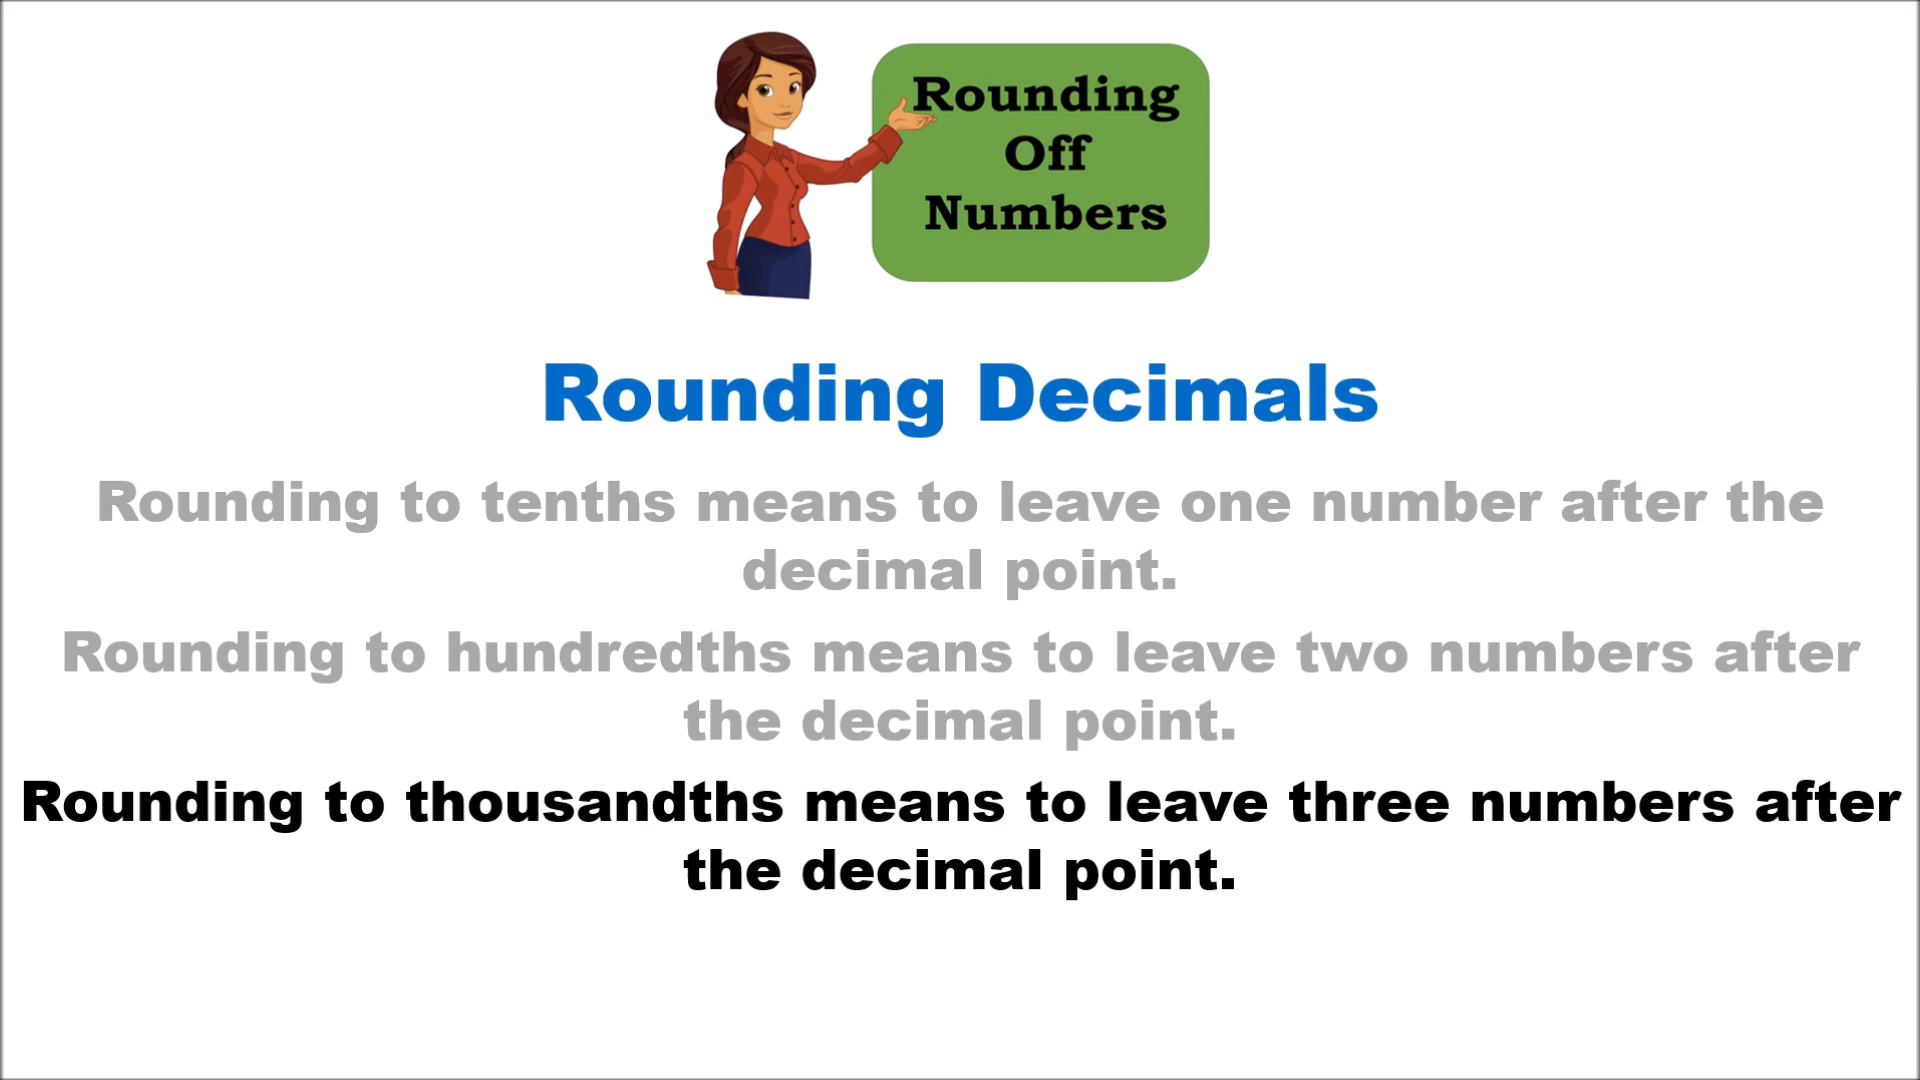 Rounding
Off
Numbers
Rounding Decimals
Rounding to tenths means to leave one number after the
decimal point.
Rounding to hundredths means to leave two numbers after
the decimal point.
Rounding to thousandths means to leave three numbers after
the decimal point.